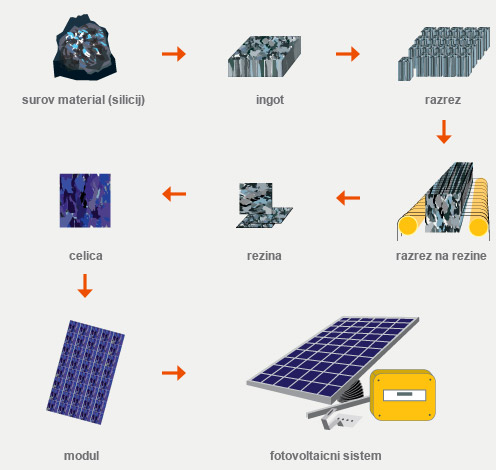 surov material (silicij)
ingot
razrez
celica
rezina
razrez na rezine
modul
fotovoltaicni sistem